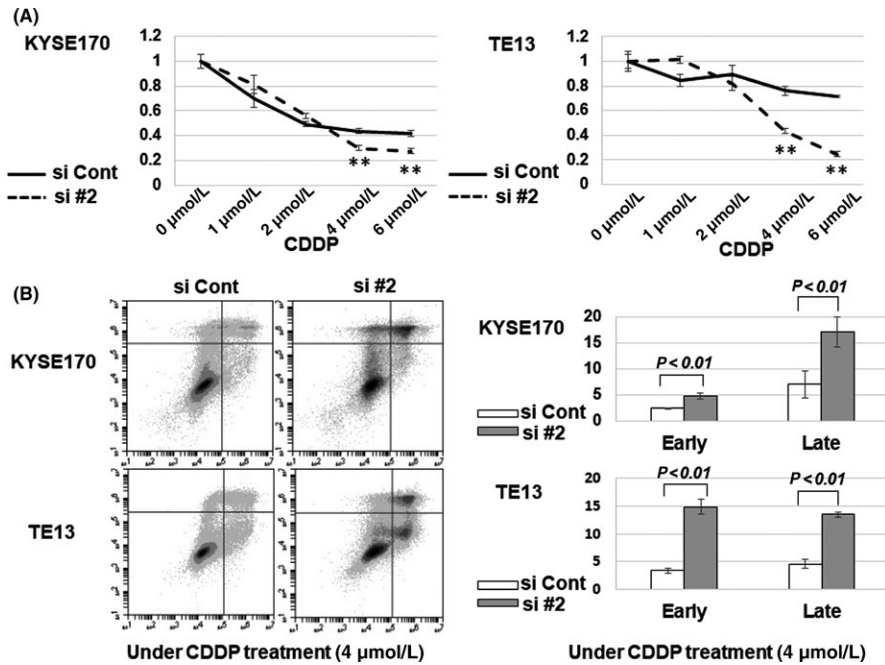 (A)
KYSE170
1.2
1
0.8
0.6
0.4
0.2
0
si Cont
si #2
**
**
0 μmol/L
1 μmol/L
2 μmol/L
4 μmol/L
6 μmol/L
CDDP
TE13
1.2
1
0.8
0.6
0.4
0.2
0
si Cont
si #2
**
**
0 μmol/L
1 μmol/L
2 μmol/L
4 μmol/L
6 μmol/L
CDDP
(B)
si Cont
si #2
KYSE170
TE13
Under CDDP treatment (4 μmol/L)
KYSE170
si Cont
si #2
20
15
10
5
0
P < 0.01
P < 0.01
Early
Late
TE13
si Cont
si #2
20
15
10
5
0
P < 0.01
P < 0.01
Early
Late
Under CDDP treatment (4 μmol/L)